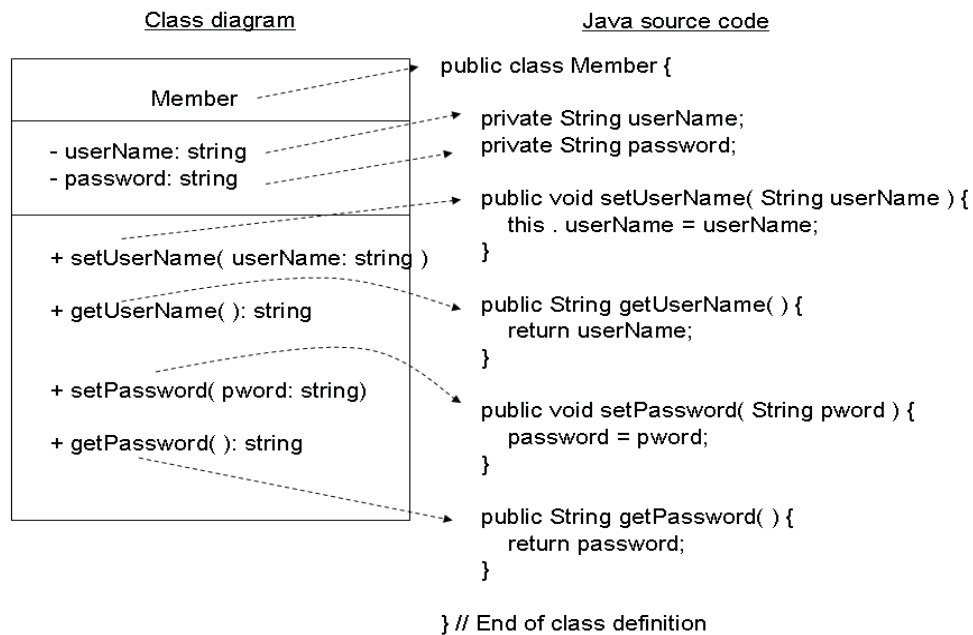 Class diagram
Member
- userName: string
- password: string
+ setUserName( userName: string )
+ getUserName( ): string
+ setPassword( pword: string)
+ getPassword( ): string
Java source code
public class Member {
private String userName;
private String password;
public void setUserName( String userName ) {
this . userName = userName;
}
public String getUserName( ) {
return userName;
}
public void setPassword( String pword ) {
password = pword;
}
public String getPassword( ) {
return password;
}
} // End of class definition